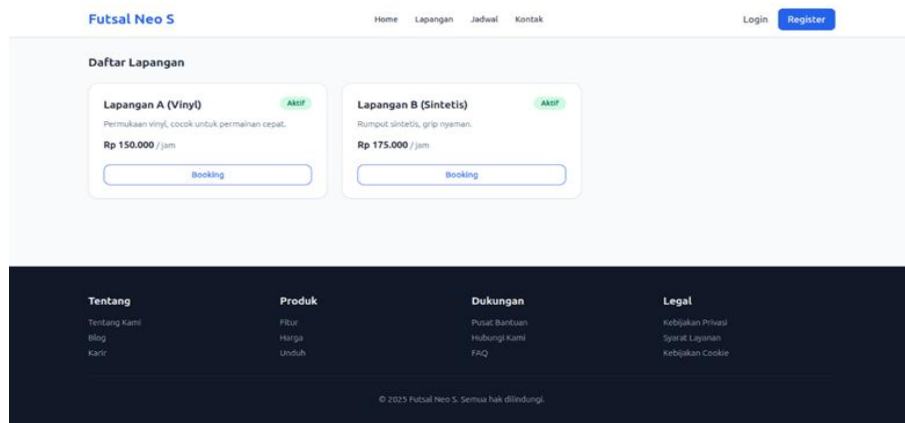 Futsal Neo S
Home Lapangan Jadwal Kontak
Login Register
Daftar Lapangan
Lapangan A (Vinyl) Aktif
Permukaan vinyl, cocok untuk permainan cepat.
Rp 150.000 / jam
Booking
Lapangan B (Sintetis) Aktif
Rumput sintetis, grip nyaman.
Rp 175.000 / jam
Booking
Tentang
Tentang Kami
Blog
Karir
Produk
Fitur
Harga
Unduh
Dukungan
Pusat Bantuan
Hubungi Kami
FAQ
Legal
Kebijakan Privasi
Syarat Layanan
Kebijakan Cookie
© 2025 Futsal Neo S. Semua hak dilindungi.